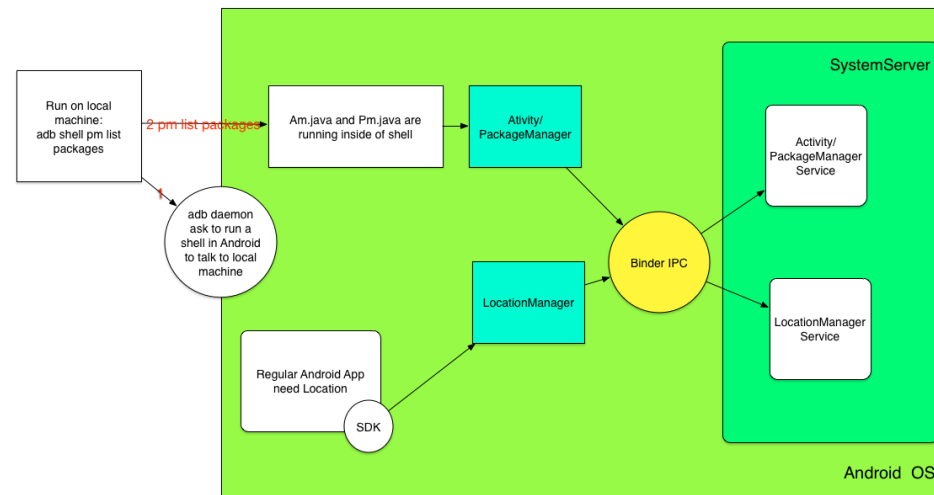 SystemServer
Run on local
machine:
adb shell pm list
packages
2 pm list packages
Am.java and Pm.java are
running inside of shell
Ativity/
PackageManager
Activity/
PackageManager
Service
1
adb daemon
ask to run a
shell in Android
to talk to local
machine
Binder IPC
LocationManager
LocationManager
Service
Regular Android App
need Location
SDK
Android OS